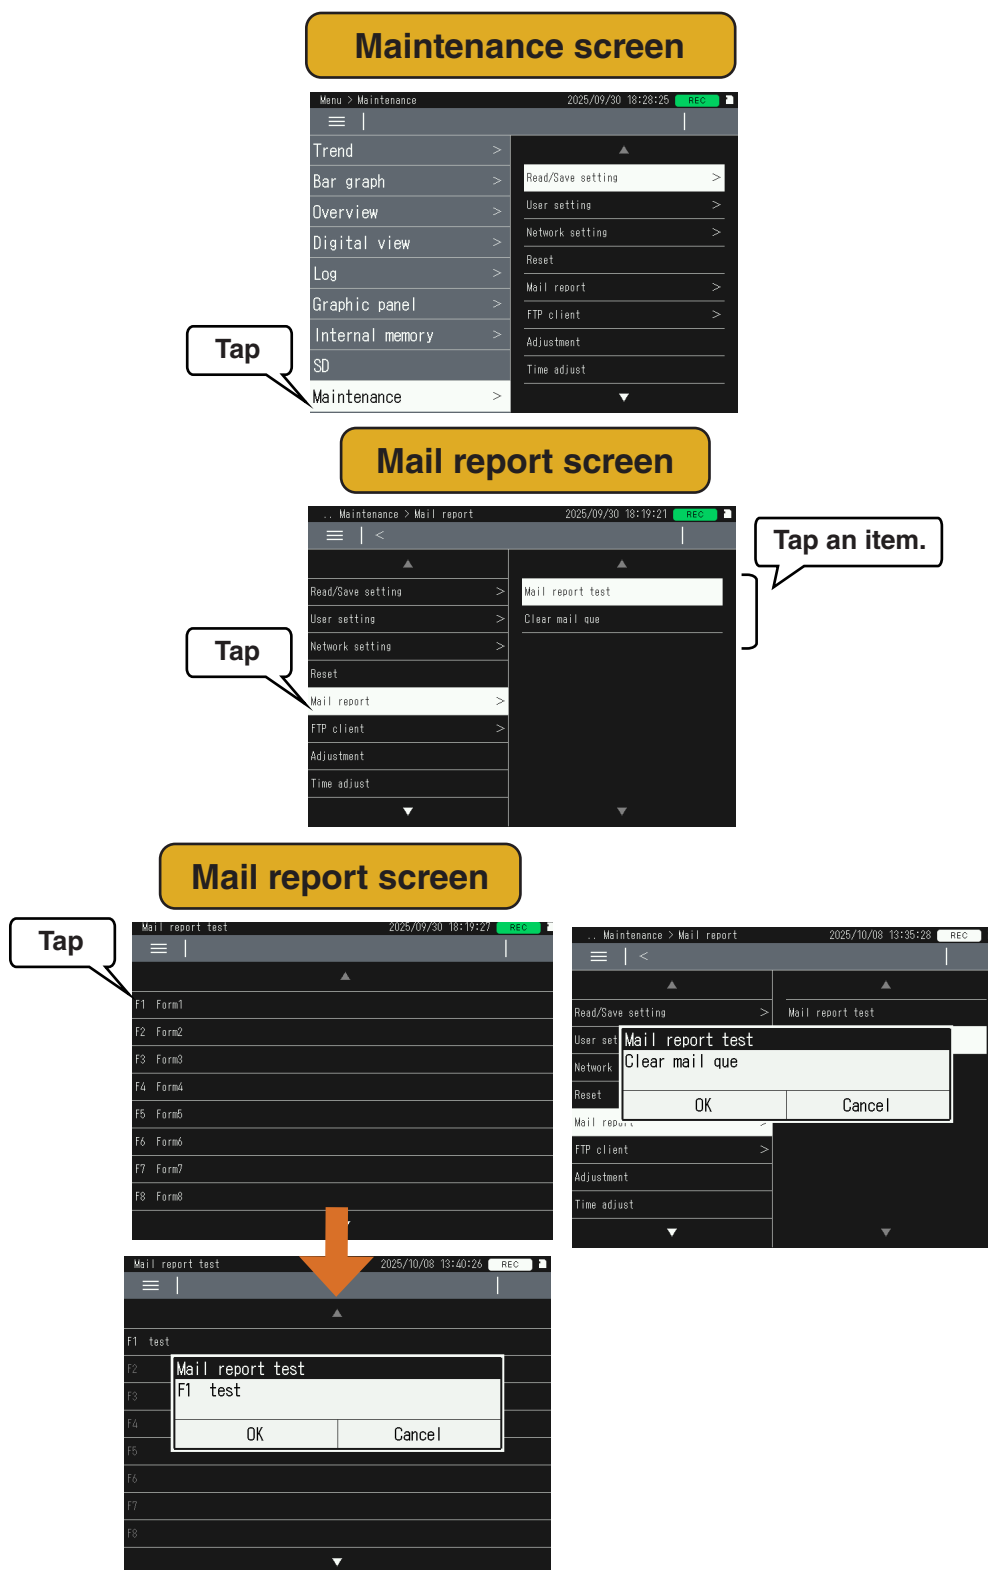 Maintenance screen
Menu > Maintenance 2025/09/30 18:28:25 REC
Trend >
Bar graph >
Overview >
Digital view >
Log >
Graphic panel >
Internal memory >
SD
Maintenance >
Read/Save setting >
User setting >
Network setting >
Reset
Mail report >
FTP client >
Adjustment
Time adjust
Tap
Mail report screen
.. Maintenance > Mail report 2025/09/30 18:19:21 REC
<
Read/Save setting >
User setting >
Network setting >
Reset
Mail report >
FTP client >
Adjustment
Time adjust
Mail report test
Clear mail que
Tap
Tap an item.
Mail report screen
Tap
Mail report test 2025/09/30 18:19:27 REC
F1 Form1
F2 Form2
F3 Form3
F4 Form4
F5 Form5
F6 Form6
F7 Form7
F8 Form8
.. Maintenance > Mail report 2025/10/08 13:35:28 REC
<
Read/Save setting >
Mail report test
User set
Network
Reset
Mail report >
FTP client >
Adjustment
Time adjust
Mail report test
Clear mail que
OK Cancel
Mail report test 2025/10/08 13:40:26 REC
F1 test
F2
F3
F4
F5
F6
F7
F8
Mail report test
F1 test
OK Cancel